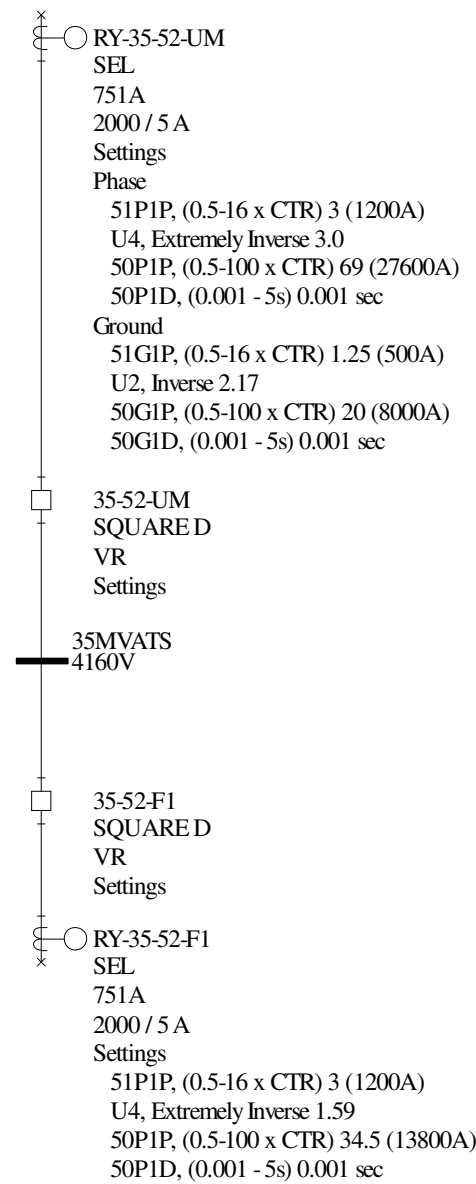 RY-35-52-UM
SEL
751A
2000 / 5 A
Settings
Phase
51P1P, (0.5-16 x CTR) 3 (1200A)
U4, Extremely Inverse 3.0
50P1P, (0.5-100 x CTR) 69 (27600A)
50P1D, (0.001 - 5s) 0.001 sec
Ground
51G1P, (0.5-16 x CTR) 1.25 (500A)
U2, Inverse 2.17
50G1P, (0.5-100 x CTR) 20 (8000A)
50G1D, (0.001 - 5s) 0.001 sec
35-52-UM
SQUARE D
VR
Settings
35MVATS
4160V
35-52-F1
SQUARE D
VR
Settings
RY-35-52-F1
SEL
751A
2000 / 5 A
Settings
51P1P, (0.5-16 x CTR) 3 (1200A)
U4, Extremely Inverse 1.59
50P1P, (0.5-100 x CTR) 34.5 (13800A)
50P1D, (0.001 - 5s) 0.001 sec